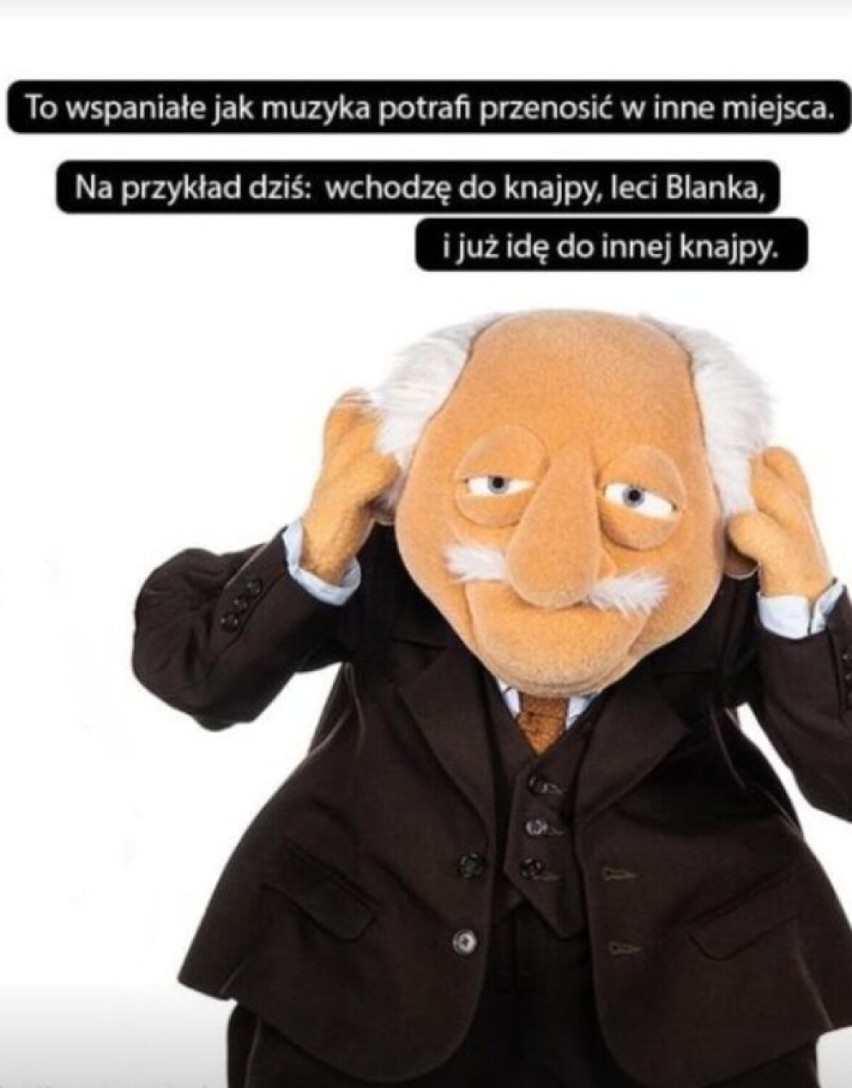 To wspaniałe jak muzyka potrafi przenosić w inne miejsca.
Na przykład dziś: wchodzę do knajpy, leci Blanka,
i już idę do innej knajpy.